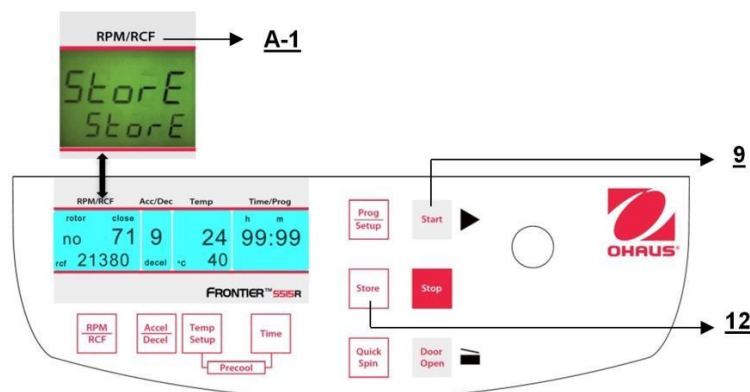 RPM/RCF
A-1
StorE
StorE
9
RPM/RCF Acc/Dec Temp Time/Prog
rotor close h m
no 71 9 24 99:99
rcf 21380 decel °C 40
FRONTIER™ 5515R
Prog
Setup
Start
OHAUS®
Store
Stop
12
RPM
RCF
Accel
Decel
Temp
Setup
Time
Precool
Quick
Spin
Door
Open